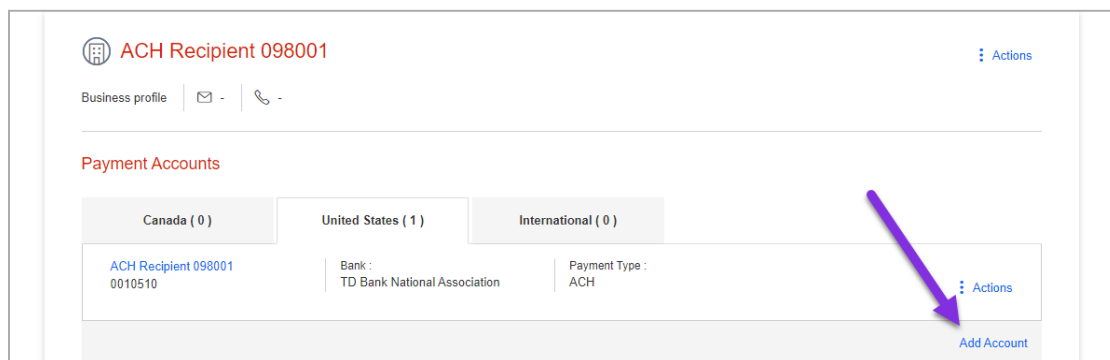 ACH Recipient 098001
Actions
Business profile - -
Payment Accounts
Canada ( 0 ) United States ( 1 ) International ( 0 )
ACH Recipient 098001 Bank : Payment Type :
0010510 TD Bank National Association ACH
Actions
Add Account